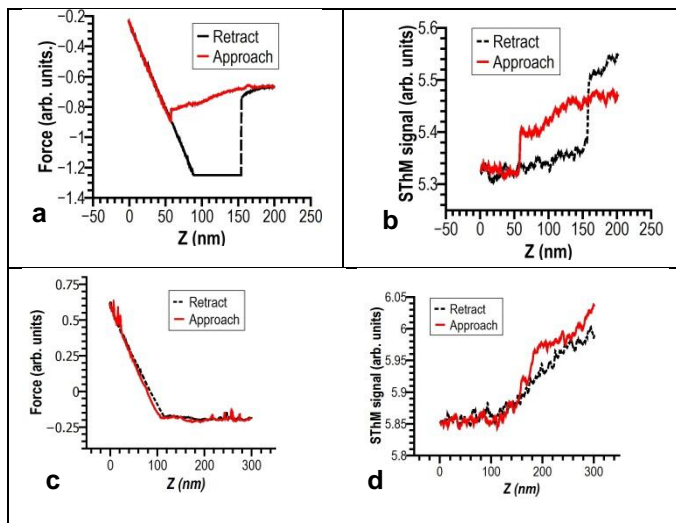 Force (arb. units.)
−0.2
−0.4
−0.6
−0.8
−1.0
−1.2
−1.4
Retract
Approach
−50 0 50 100 150 200 250
Z (nm)
a
SThM signal (arb. units)
5.6
5.5
5.4
5.3
Retract
Approach
−50 0 50 100 150 200 250
Z (nm)
b
Force (arb. units)
0.75
0.5
0.25
0
−0.25
Retract
Approach
0 100 200 300
Z (nm)
c
SThM signal (arb. units)
6.05
6
5.95
5.9
5.85
5.8
Retract
Approach
0 100 200 300
Z (nm)
d